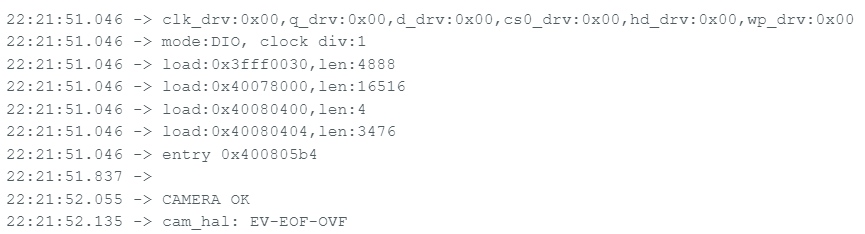 22:21:51.046 -> clk_drv:0x00,q_drv:0x00,d_drv:0x00,cs0_drv:0x00,hd_drv:0x00,wp_drv:0x00
22:21:51.046 -> mode:DIO, clock div:1
22:21:51.046 -> load:0x3fff0030,len:4888
22:21:51.046 -> load:0x40078000,len:16516
22:21:51.046 -> load:0x40080400,len:4
22:21:51.046 -> load:0x40080404,len:3476
22:21:51.046 -> entry 0x400805b4
22:21:51.837 ->
22:21:52.055 -> CAMERA OK
22:21:52.135 -> cam_hal: EV-EOF-OVF